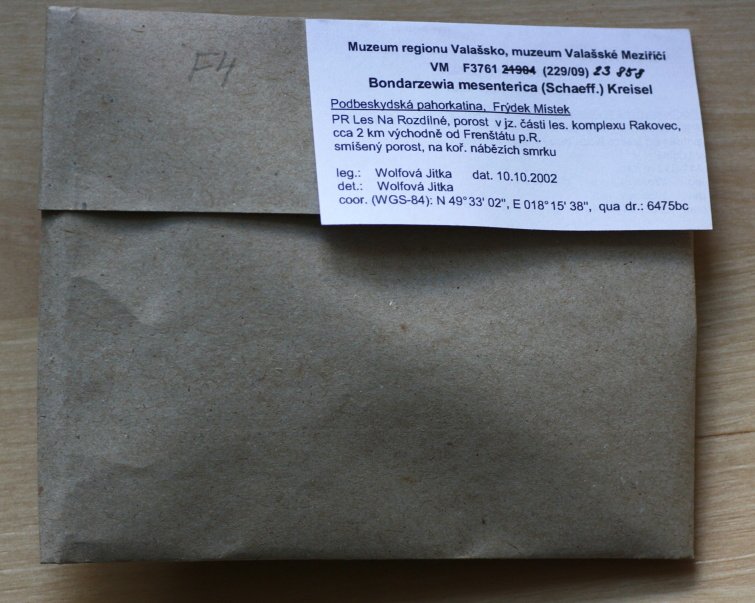 F4
Muzeum regionu Valašsko, muzeum Valašské Meziříčí
VM F3761 21904 (229/09) 23 858
Bondarzewia mesenterica (Schaeff.) Kreisel
Podbeskydská pahorkatina, Frýdek Místek
PR Les Na Rozdílné, porost v jz. části les. komplexu Rakovec,
cca 2 km východně od Frenštátu p.R.
smíšený porost, na koř. nábězích smrku
leg.: Wolfová Jitka dat. 10.10.2002
det.: Wolfová Jitka
coor. (WGS-84): N 49°33' 02", E 018°15' 38", qua dr.: 6475bc